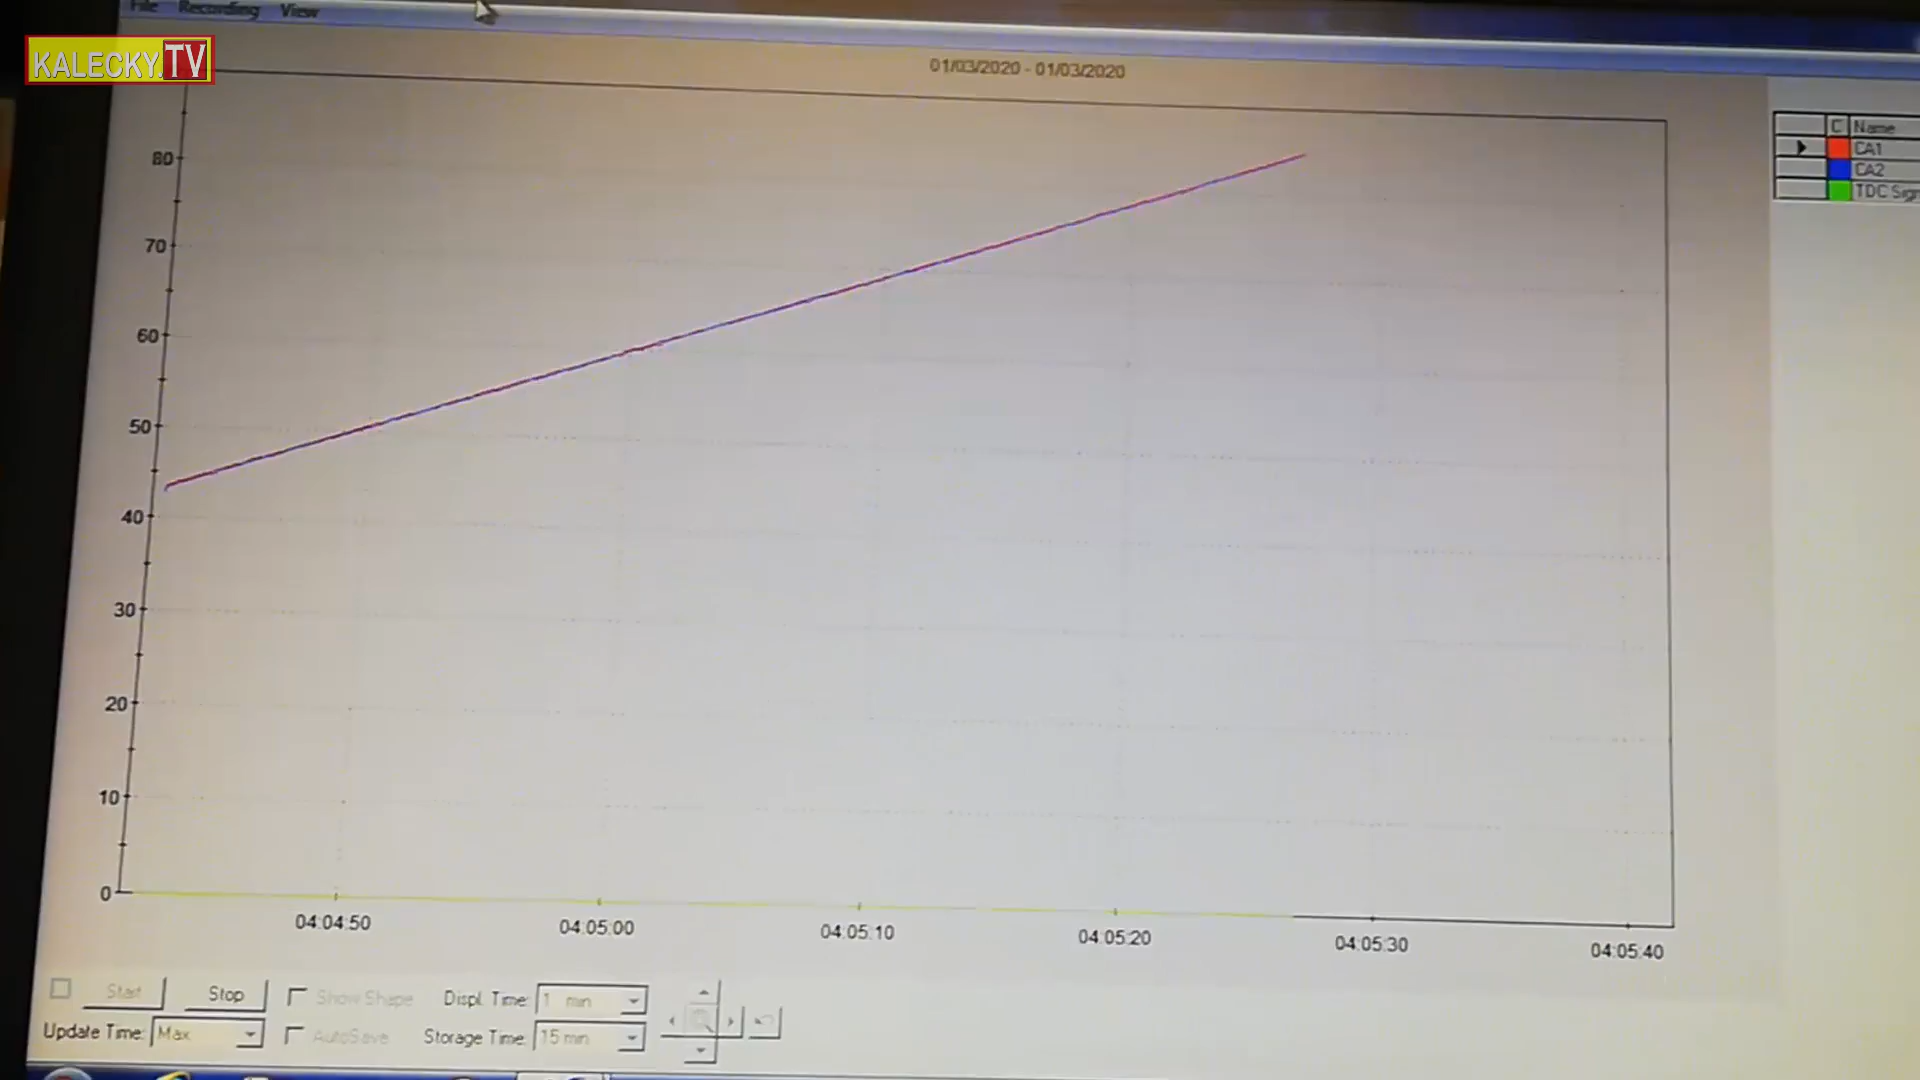 File Recording View
KALECKY.TV
01/03/2020 - 01/03/2020
C Name
CA1
CA2
TDC Sign
80
70
60
50
40
30
20
10
0
04:04:50 04:05:00 04:05:10 04:05:20 04:05:30 04:05:40
Start Stop Show Shape Displ. Time: 1 min
Update Time: Max AutoSave Storage Time: 15 min